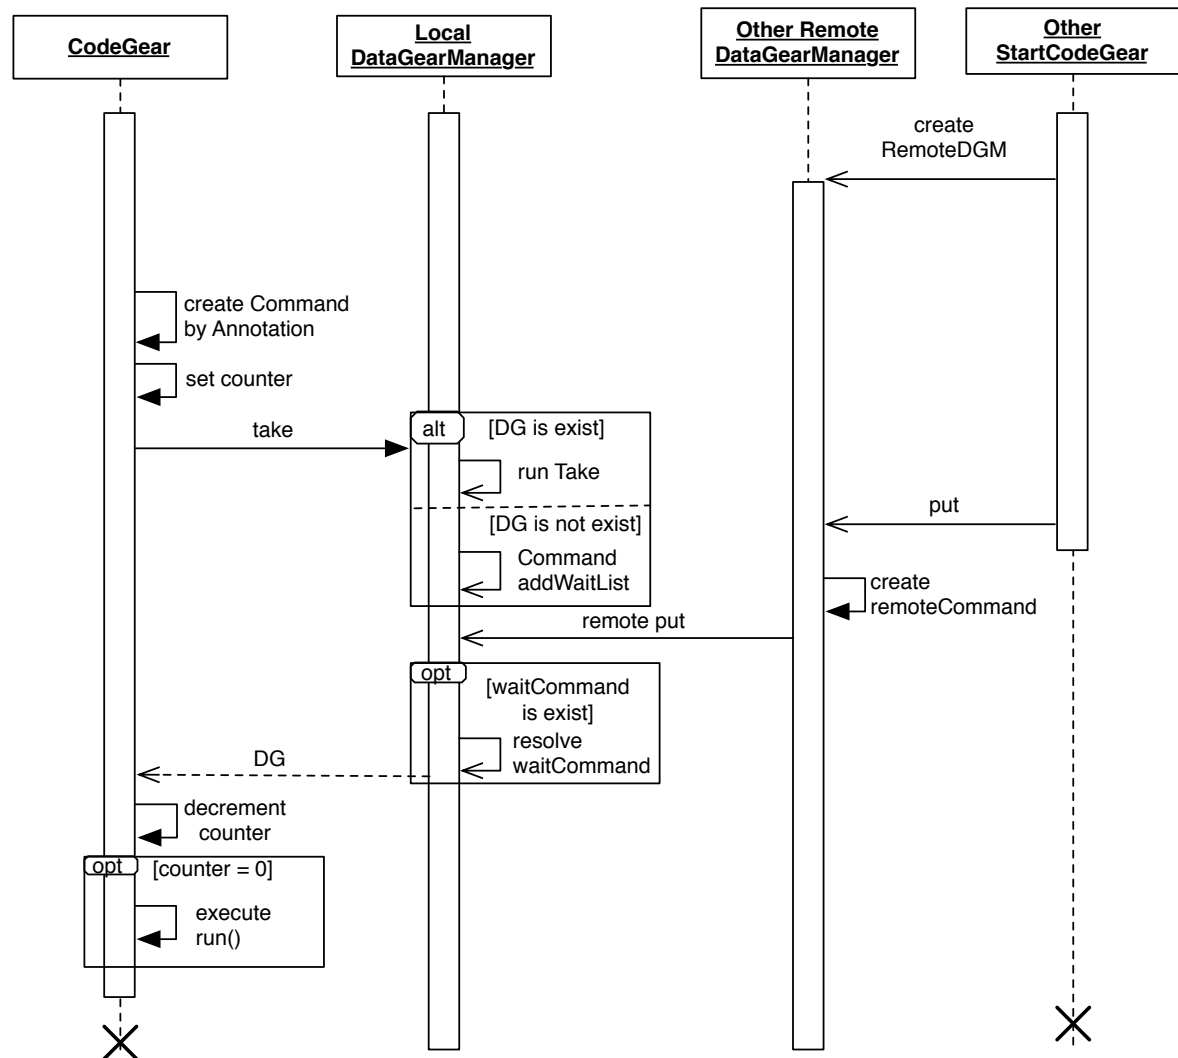 CodeGear
Local
DataGearManager
Other Remote
DataGearManager
Other
StartCodeGear
create
RemoteDGM
create Command
by Annotation
set counter
take
alt
[DG is exist]
run Take
[DG is not exist]
Command
addWaitList
put
create
remoteCommand
remote put
opt
[waitCommand
is exist]
resolve
waitCommand
DG
decrement
counter
opt
[counter = 0]
execute
run()